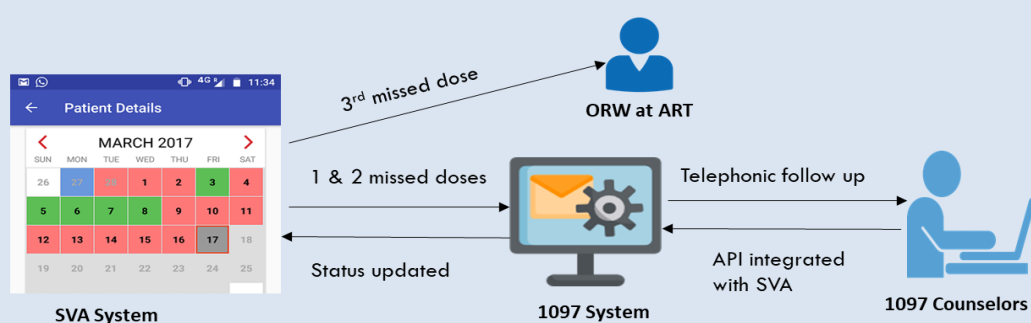 4G R 11:34
Patient Details
MARCH 2017
SUN MON TUE WED THU FRI SAT
26 27 28 1 2 3 4
5 6 7 8 9 10 11
12 13 14 15 16 17 18
19 20 21 22 23 24 25
SVA System
3rd missed dose
ORW at ART
1 & 2 missed doses
Status updated
1097 System
Telephonic follow up
API integrated
with SVA
1097 Counselors